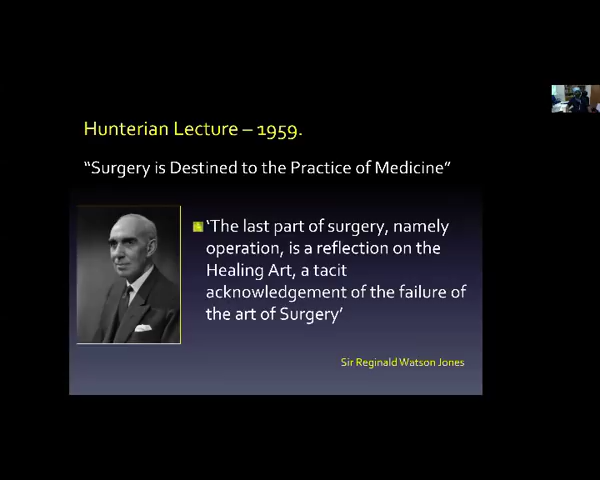 Hunterian Lecture – 1959.
“Surgery is Destined to the Practice of Medicine”
‘The last part of surgery, namely
operation, is a reflection on the
Healing Art, a tacit
acknowledgement of the failure of
the art of Surgery’
Sir Reginald Watson Jones